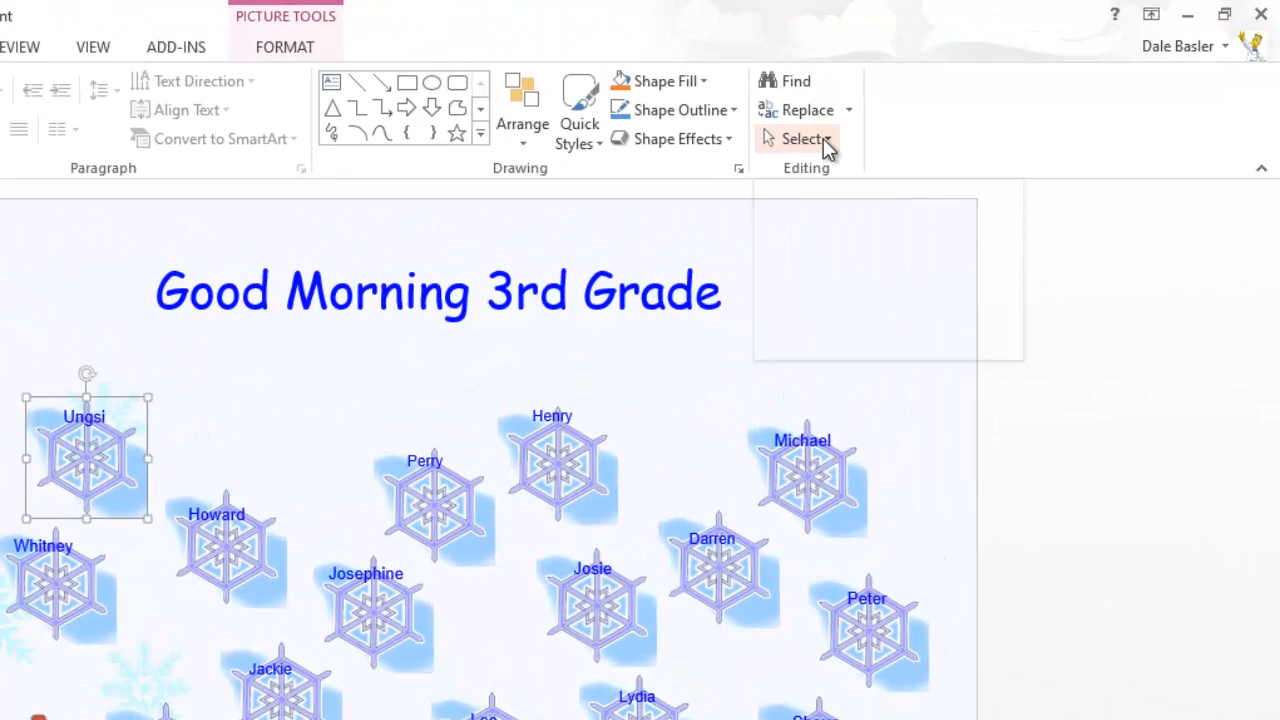 nt
PICTURE TOOLS
?
EVIEW
VIEW
ADD-INS
FORMAT
Dale Basler
Text Direction
Align Text
Convert to SmartArt
Arrange
Quick
Styles
Shape Fill
Shape Outline
Shape Effects
Find
Replace
Select
Paragraph
Drawing
Editing
Good Morning 3rd Grade
Ungsi
Henry
Michael
Perry
Howard
Darren
Whitney
Josephine
Josie
Peter
Jackie
Lydia